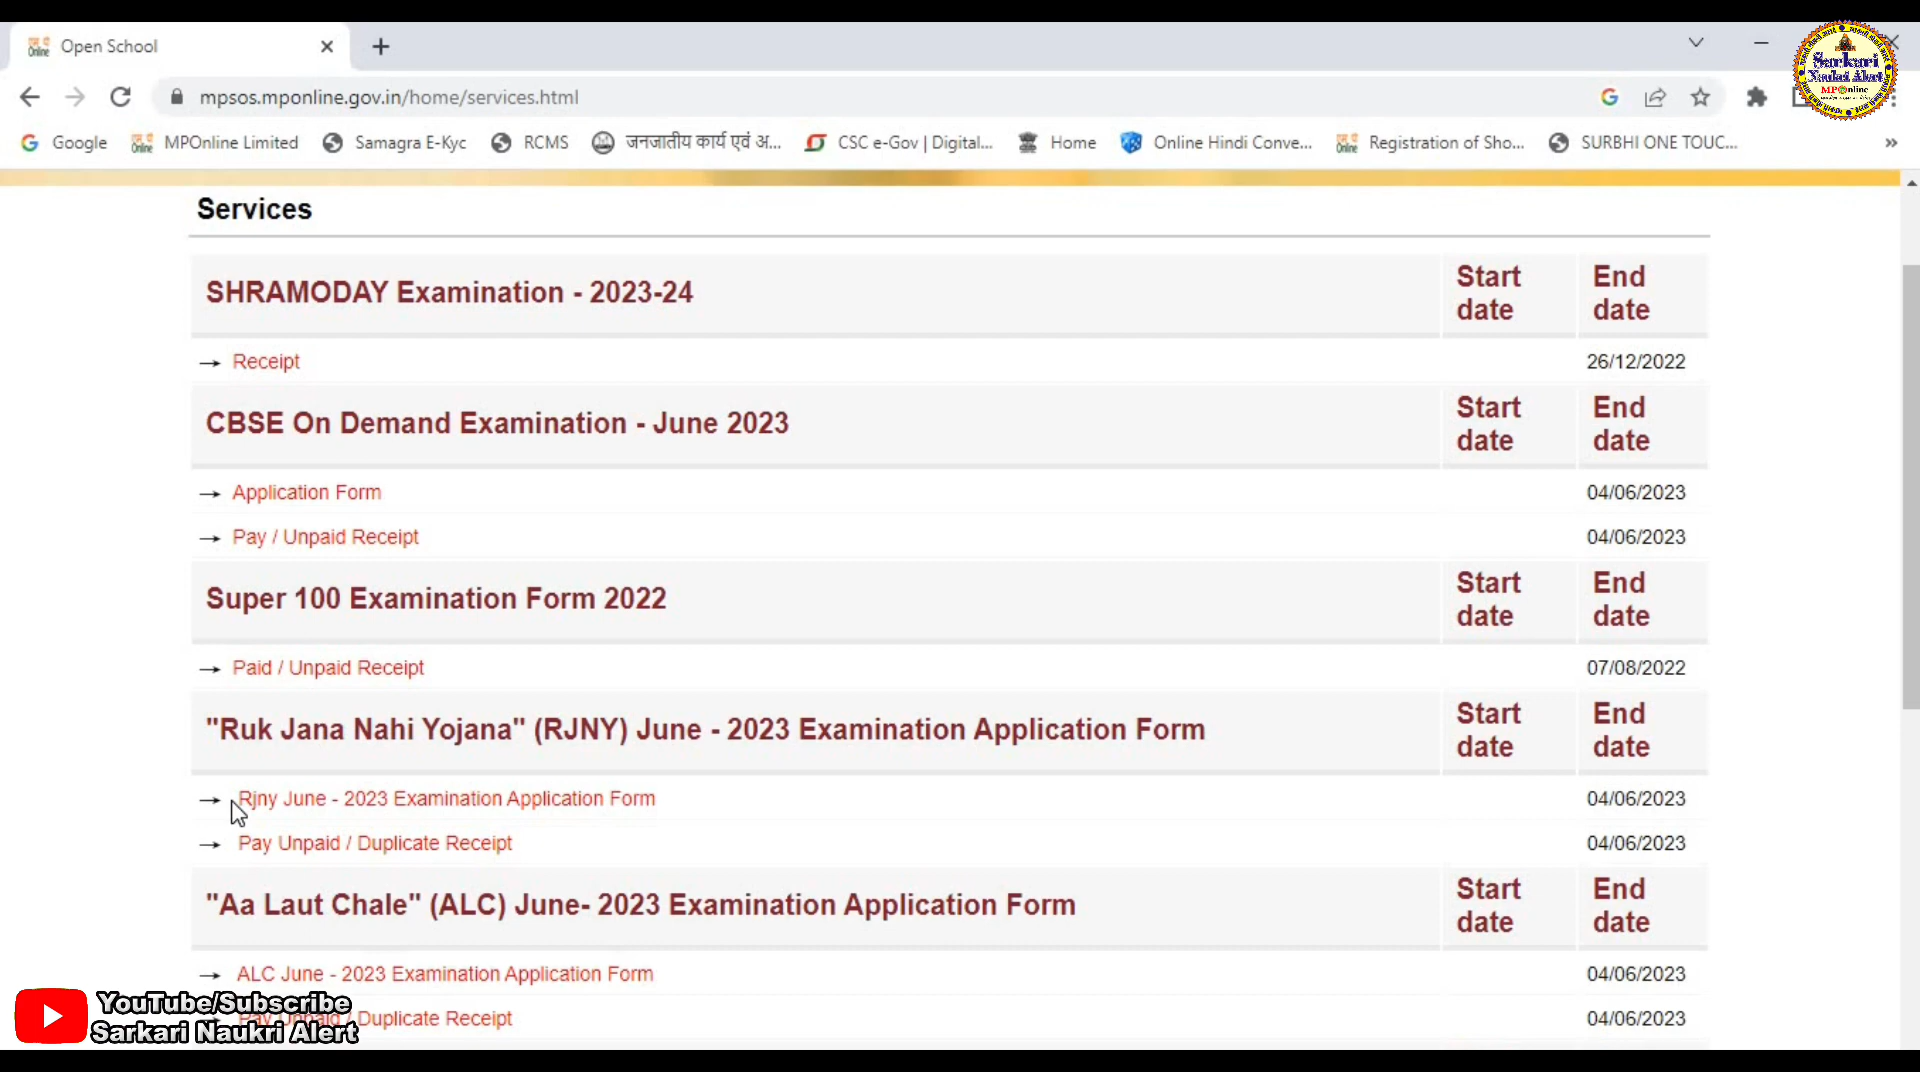 Open School
mpsos.mponline.gov.in/home/services.html
Google MPOnline Limited Samagra E-Kyc RCMS जनजातीय कार्य एवं अ... CSC e-Gov | Digital... Home Online Hindi Conve... Registration of Sho... SURBHI ONE TOUC... »
Sarkari
Naukri Alert
MPOnline
Services
SHRAMODAY Examination - 2023-24 Start date End date
→ Receipt 26/12/2022
CBSE On Demand Examination - June 2023 Start date End date
→ Application Form 04/06/2023
→ Pay / Unpaid Receipt 04/06/2023
Super 100 Examination Form 2022 Start date End date
→ Paid / Unpaid Receipt 07/08/2022
"Ruk Jana Nahi Yojana" (RJNY) June - 2023 Examination Application Form Start date End date
→ Rjny June - 2023 Examination Application Form 04/06/2023
→ Pay Unpaid / Duplicate Receipt 04/06/2023
"Aa Laut Chale" (ALC) June- 2023 Examination Application Form Start date End date
→ ALC June - 2023 Examination Application Form 04/06/2023
Pay Unpaid / Duplicate Receipt 04/06/2023
YouTube/Subscribe
Sarkari Naukri Alert